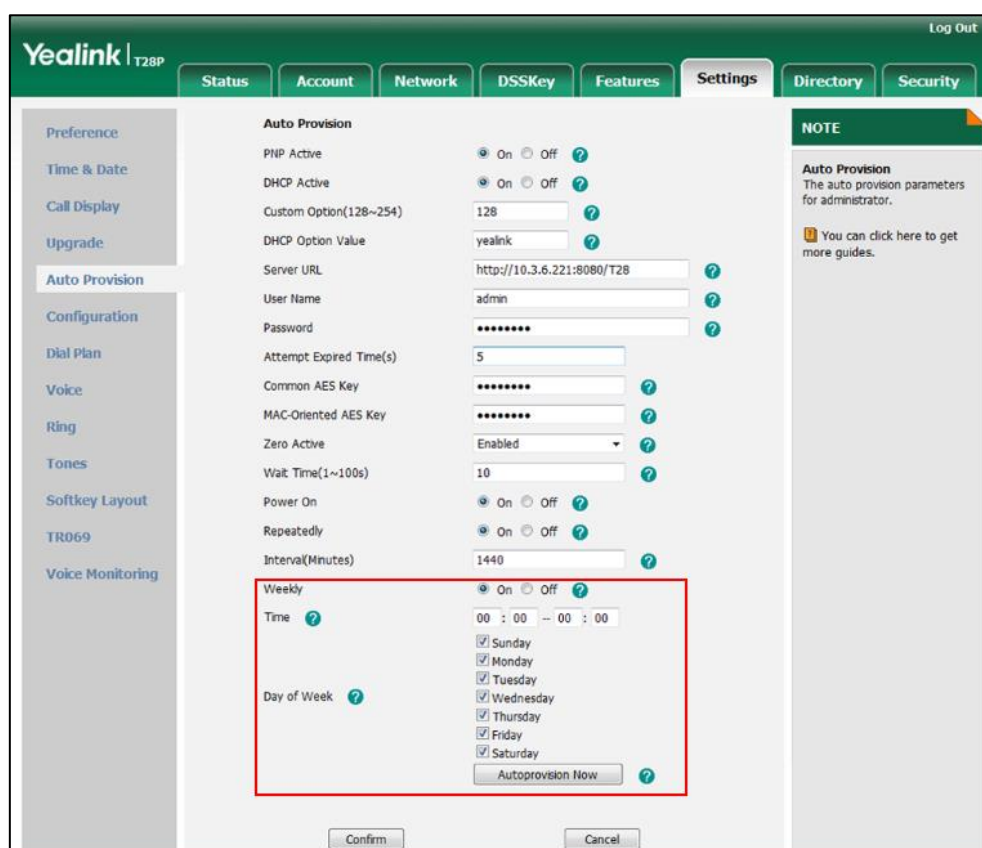 Log Out
Yealink | T28P
Status Account Network DSSKey Features Settings Directory Security
Preference
Time & Date
Call Display
Upgrade
Auto Provision
Configuration
Dial Plan
Voice
Ring
Tones
Softkey Layout
TR069
Voice Monitoring
Auto Provision
PNP Active On Off ?
DHCP Active On Off ?
Custom Option(128~254) 128 ?
DHCP Option Value yealink ?
Server URL http://10.3.6.221:8080/T28 ?
User Name admin ?
Password •••••••• ?
Attempt Expired Time(s) 5
Common AES Key •••••••• ?
MAC-Oriented AES Key •••••••• ?
Zero Active Enabled ?
Wait Time(1~100s) 10 ?
Power On On Off ?
Repeatedly On Off ?
Interval(Minutes) 1440 ?
Weekly On Off ?
Time ? 00 : 00 -- 00 : 00
Day of Week ?
Sunday
Monday
Tuesday
Wednesday
Thursday
Friday
Saturday
Autoprovision Now ?
Confirm Cancel
NOTE
Auto Provision
The auto provision parameters
for administrator.
You can click here to get
more guides.